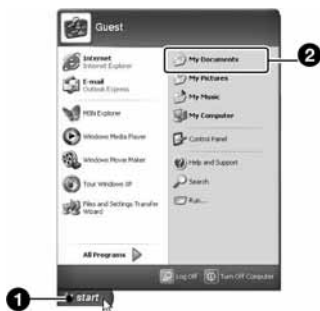 Guest
Internet
Internet Explorer
E-mail
Outlook Express
MSN Explorer
Windows Media Player
Windows Movie Maker
Tour Windows XP
Files and Settings Transfer
Wizard
All Programs
My Documents
My Pictures
My Music
My Computer
Control Panel
Help and Support
Search
Run...
Log Off
Turn Off Computer
start
1
2